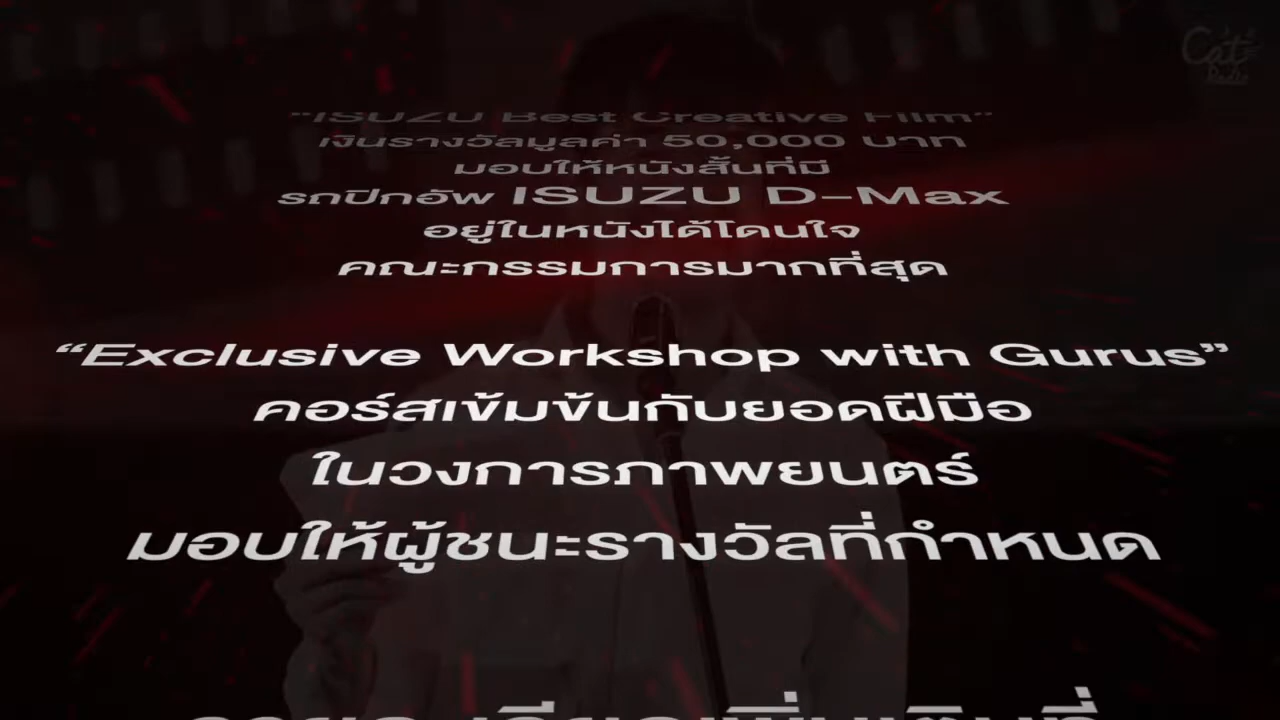 "ISUZU Best Creative Film"
เงินรางวัลมูลค่า 50,000 บาท
มอบให้หนังสั้นที่มี
รถปิกอัพ ISUZU D-Max
อยู่ในหนังได้โดนใจ
คณะกรรมการมากที่สุด
“Exclusive Workshop with Gurus”
คอร์สเข้มข้นกับยอดฝีมือ
ในวงการภาพยนตร์
มอบให้ผู้ชนะรางวัลที่กำหนด
Cat
Radio